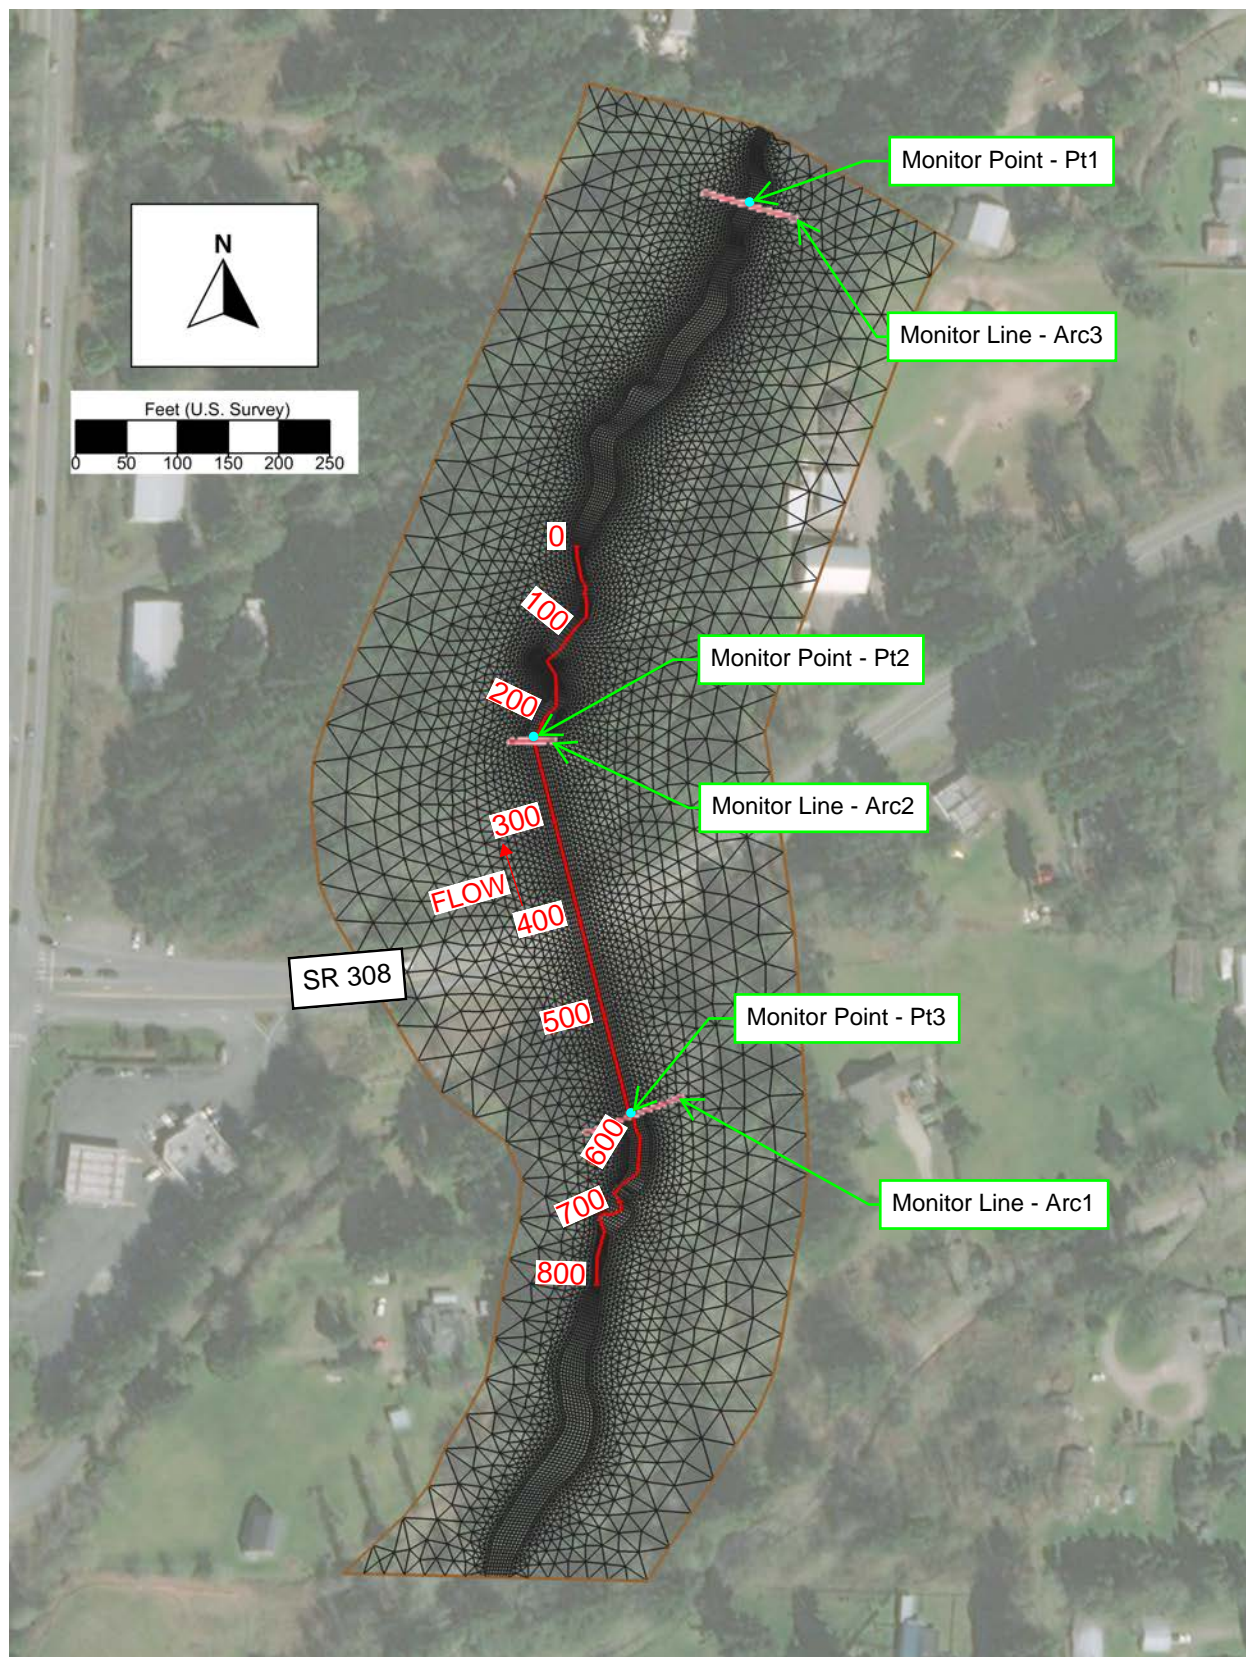 Monitor Point - Pt1
N
Monitor Line - Arc3
Feet (U.S. Survey)
0 50 100 150 200 250
0
100
Monitor Point - Pt2
200
Monitor Line - Arc2
300
FLOW
400
SR 308
500
Monitor Point - Pt3
600
700
Monitor Line - Arc1
800